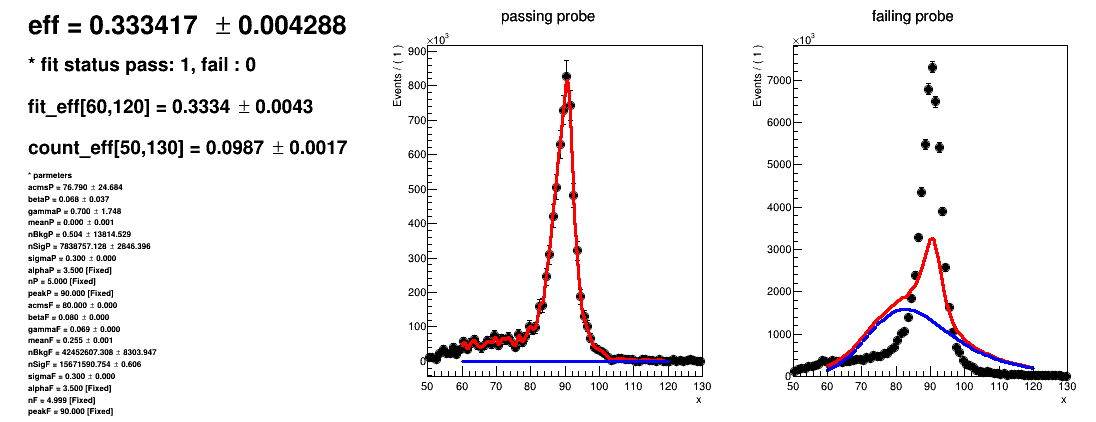 eff = 0.333417 ± 0.004288
* fit status pass: 1, fail : 0
fit_eff[60,120] = 0.3334 ± 0.0043
count_eff[50,130] = 0.0987 ± 0.0017
* parmeters
acmsP = 76.790 ± 24.684
betaP = 0.068 ± 0.037
gammaP = 0.700 ± 1.748
meanP = 0.000 ± 0.001
nBkgP = 0.504 ± 13814.529
nSigP = 7838757.128 ± 2846.396
sigmaP = 0.300 ± 0.000
alphaP = 3.500 [Fixed]
nP = 5.000 [Fixed]
peakP = 90.000 [Fixed]
acmsF = 80.000 ± 0.000
betaF = 0.080 ± 0.000
gammaF = 0.069 ± 0.000
meanF = 0.255 ± 0.001
nBkgF = 42452607.308 ± 8303.947
nSigF = 15671590.754 ± 0.606
sigmaF = 0.300 ± 0.000
alphaF = 3.500 [Fixed]
nF = 4.999 [Fixed]
peakF = 90.000 [Fixed]
passing probe
×10³
Events / ( 1 )
900
800
700
600
500
400
300
200
100
0
50 60 70 80 90 100 110 120 130
x
failing probe
×10³
Events / ( 1 )
7000
6000
5000
4000
3000
2000
1000
0
50 60 70 80 90 100 110 120 130
x